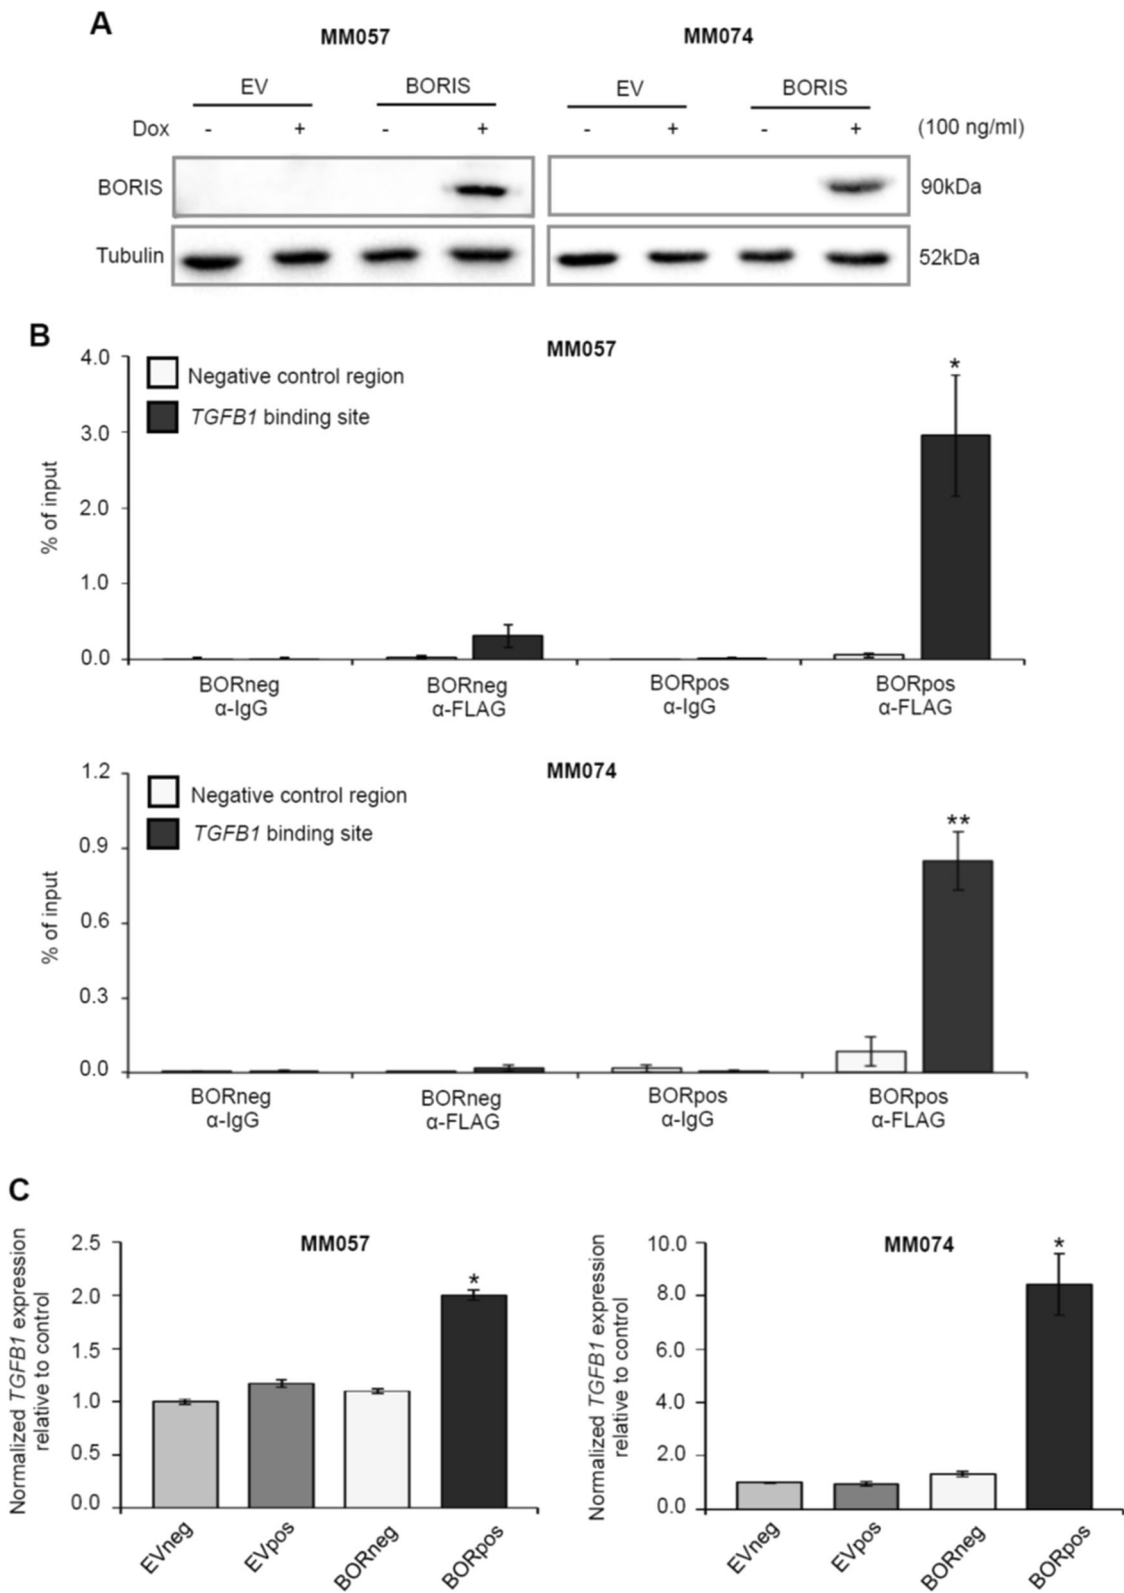 A
MM057
MM074
EV
BORIS
EV
BORIS
Dox - + - + - + - + (100 ng/ml)
BORIS
90kDa
Tubulin
52kDa
B
MM057
Negative control region
TGFB1 binding site
% of input
4.0
3.0
2.0
1.0
0.0
*
BORneg
α-IgG
BORneg
α-FLAG
BORpos
α-IgG
BORpos
α-FLAG
MM074
Negative control region
TGFB1 binding site
% of input
1.2
0.9
0.6
0.3
0.0
**
BORneg
α-IgG
BORneg
α-FLAG
BORpos
α-IgG
BORpos
α-FLAG
C
MM057
Normalized TGFB1 expression
relative to control
2.5
2.0
1.5
1.0
0.5
0.0
*
EVneg
EVpos
BORneg
BORpos
MM074
Normalized TGFB1 expression
relative to control
10.0
8.0
6.0
4.0
2.0
0.0
*
EVneg
EVpos
BORneg
BORpos